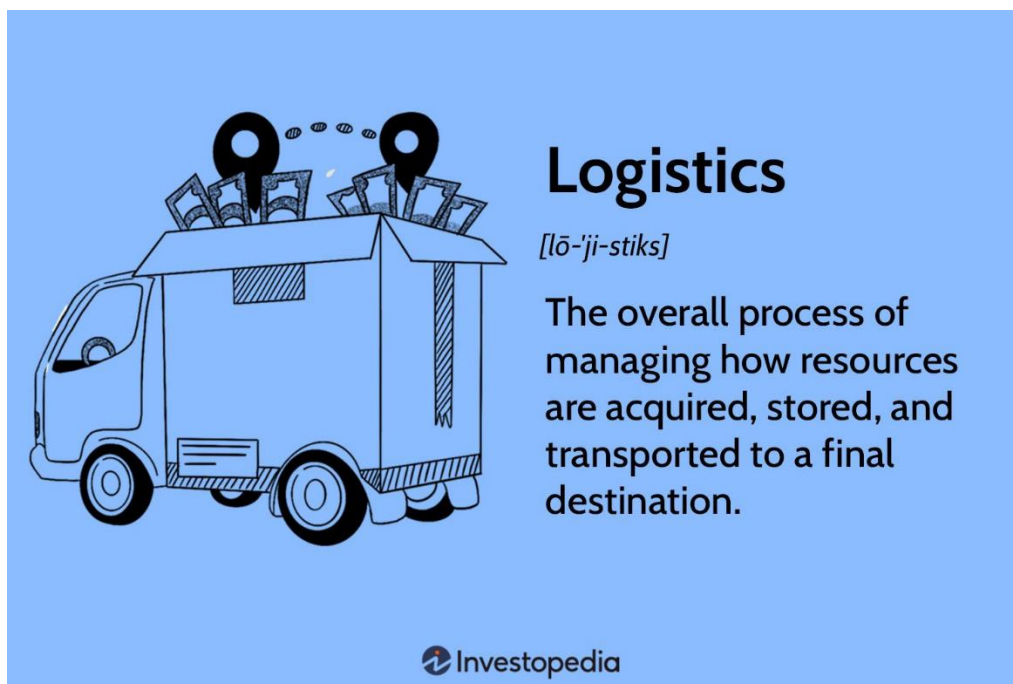 Logistics
[lō-'ji-stiks]
The overall process of
managing how resources
are acquired, stored, and
transported to a final
destination.
Investopedia